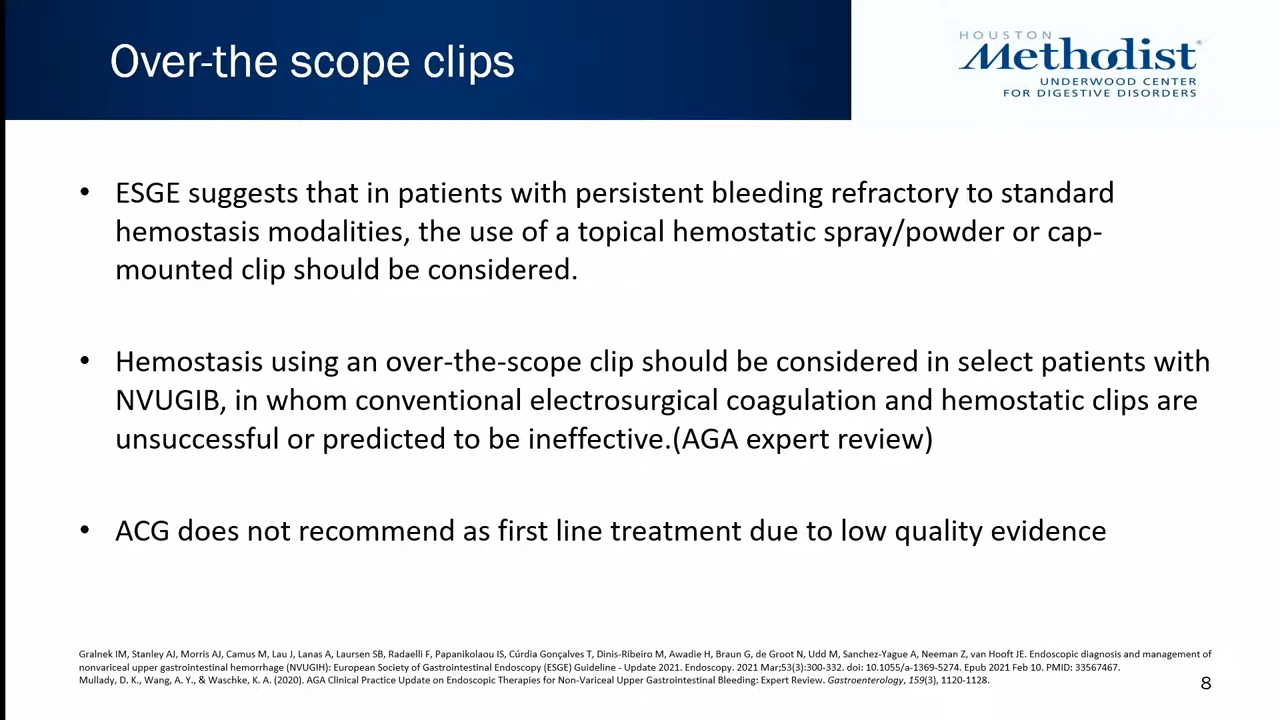 Over-the scope clips
HOUSTON
Methodist®
UNDERWOOD CENTER
FOR DIGESTIVE DISORDERS
• ESGE suggests that in patients with persistent bleeding refractory to standard
hemostasis modalities, the use of a topical hemostatic spray/powder or cap-
mounted clip should be considered.
• Hemostasis using an over-the-scope clip should be considered in select patients with
NVUGIB, in whom conventional electrosurgical coagulation and hemostatic clips are
unsuccessful or predicted to be ineffective.(AGA expert review)
• ACG does not recommend as first line treatment due to low quality evidence
Gralnek IM, Stanley AJ, Morris AJ, Camus M, Lau J, Lanas A, Laursen SB, Radaelli F, Papanikolaou IS, Cúrdia Gonçalves T, Dinis-Ribeiro M, Awadie H, Braun G, de Groot N, Udd M, Sanchez-Yague A, Neeman Z, van Hooft JE. Endoscopic diagnosis and management of
nonvariceal upper gastrointestinal hemorrhage (NVUGIH): European Society of Gastrointestinal Endoscopy (ESGE) Guideline - Update 2021. Endoscopy. 2021 Mar;53(3):300-332. doi: 10.1055/a-1369-5274. Epub 2021 Feb 10. PMID: 33567467.
Mullady, D. K., Wang, A. Y., & Waschke, K. A. (2020). AGA Clinical Practice Update on Endoscopic Therapies for Non-Variceal Upper Gastrointestinal Bleeding: Expert Review. Gastroenterology, 159(3), 1120-1128.
8